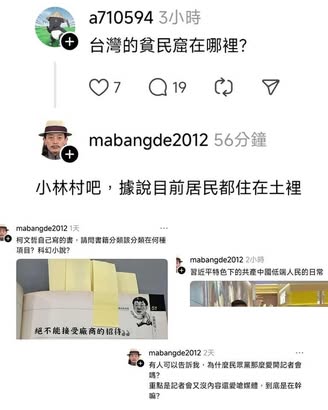 a710594 3小時
台灣的貧民窟在哪裡?
7 19
mabangde2012 56分鐘
小林村吧，據說目前居民都住在土裡
mabangde2012 1天
柯文哲自己寫的書，請問書籍分類該分類在何種
項目? 科幻小說?
絕不能接受廠商的招待。
mabangde2012 2小時
習近平特色下的共產中國低端人民的日常
mabangde2012 2天
有人可以告訴我，為什麼民眾黨那麼愛開記者會
嗎?
重點是記者會又沒內容還愛嗆媒體，到底是在幹
嘛?